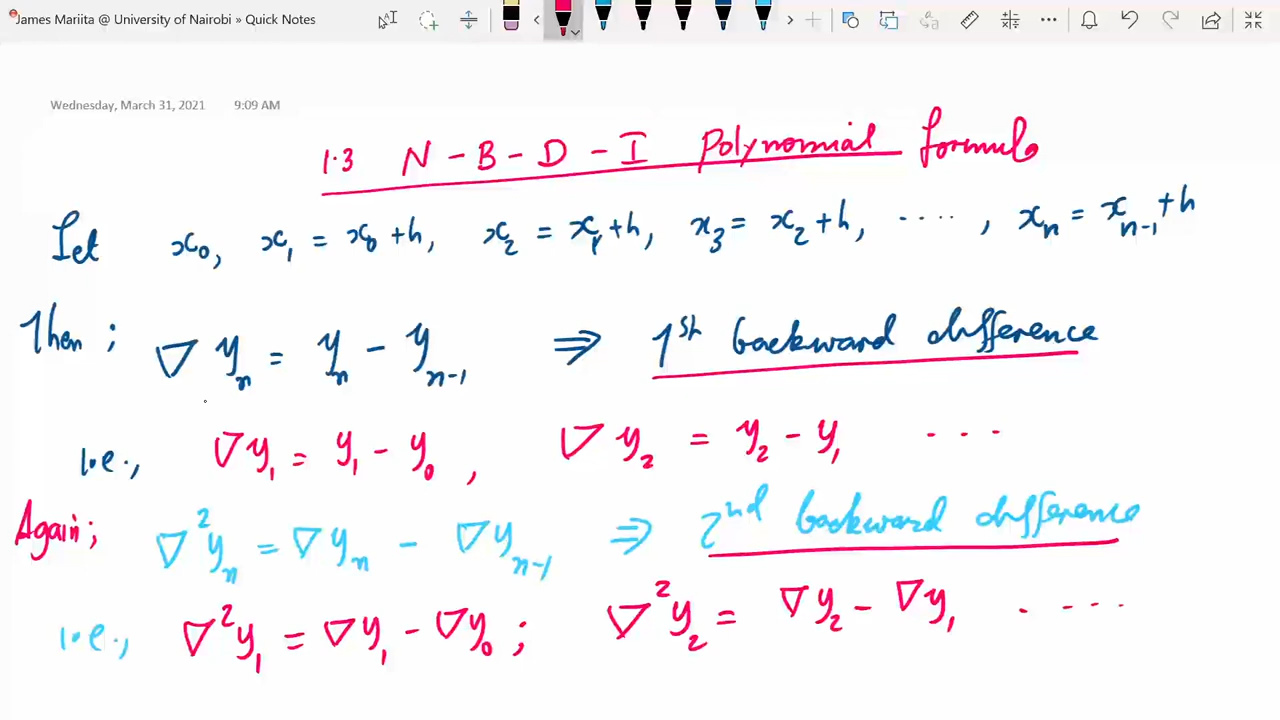 James Mariita @ University of Nairobi » Quick Notes
Wednesday, March 31, 2021 9:09 AM
1.3 N-B-D-I Polynomial formula
Let x₀, x₁ = x₀+h, x₂ = x₁+h, x₃ = x₂+h, ....., xₙ = xₙ₋₁+h
Then; ∇yₙ = yₙ - yₙ₋₁ ⇒ 1st backward difference
i.e., ∇y₁ = y₁ - y₀, ∇y₂ = y₂ - y₁ ...
Again; ∇²yₙ = ∇yₙ - ∇yₙ₋₁ ⇒ 2nd backward difference
i.e., ∇²y₁ = ∇y₁ - ∇y₀; ∇²y₂ = ∇y₂ - ∇y₁ .....